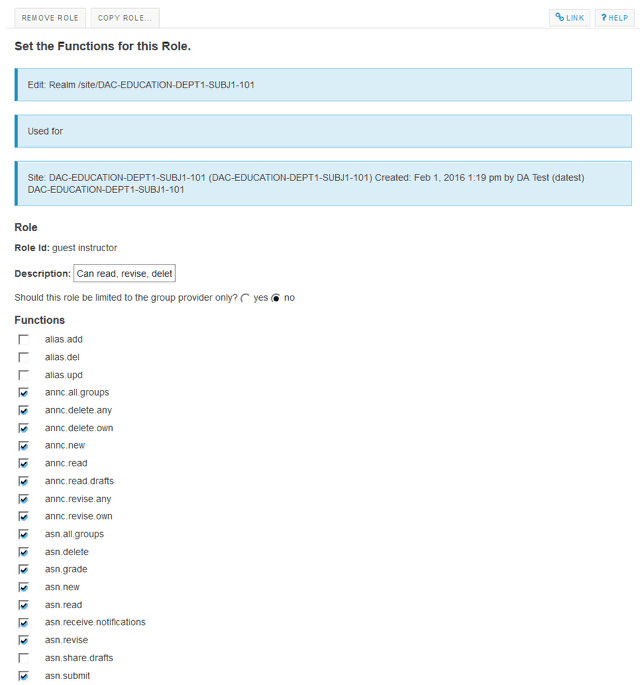 REMOVE ROLE COPY ROLE... LINK ? HELP
Set the Functions for this Role.
Edit: Realm /site/DAC-EDUCATION-DEPT1-SUBJ1-101
Used for
Site: DAC-EDUCATION-DEPT1-SUBJ1-101 (DAC-EDUCATION-DEPT1-SUBJ1-101) Created: Feb 1, 2016 1:19 pm by DA Test (datest)
DAC-EDUCATION-DEPT1-SUBJ1-101
Role
Role Id: guest instructor
Description: Can read, revise, delet
Should this role be limited to the group provider only? yes no
Functions
alias.add
alias.del
alias.upd
annc.all.groups
annc.delete.any
annc.delete.own
annc.new
annc.read
annc.read.drafts
annc.revise.any
annc.revise.own
asn.all.groups
asn.delete
asn.grade
asn.new
asn.read
asn.receive.notifications
asn.revise
asn.share.drafts
asn.submit